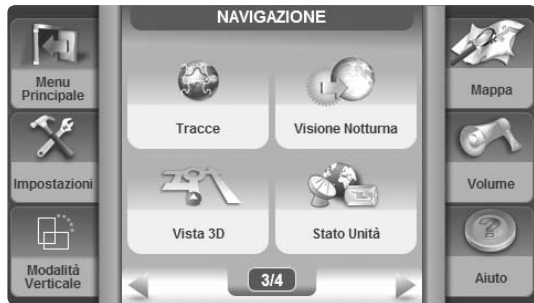 NAVIGAZIONE
Menu
Principale
Tracce
Visione Notturna
Mappa
Impostazioni
Vista 3D
Stato Unità
Volume
Modalità
Verticale
3/4
Aiuto